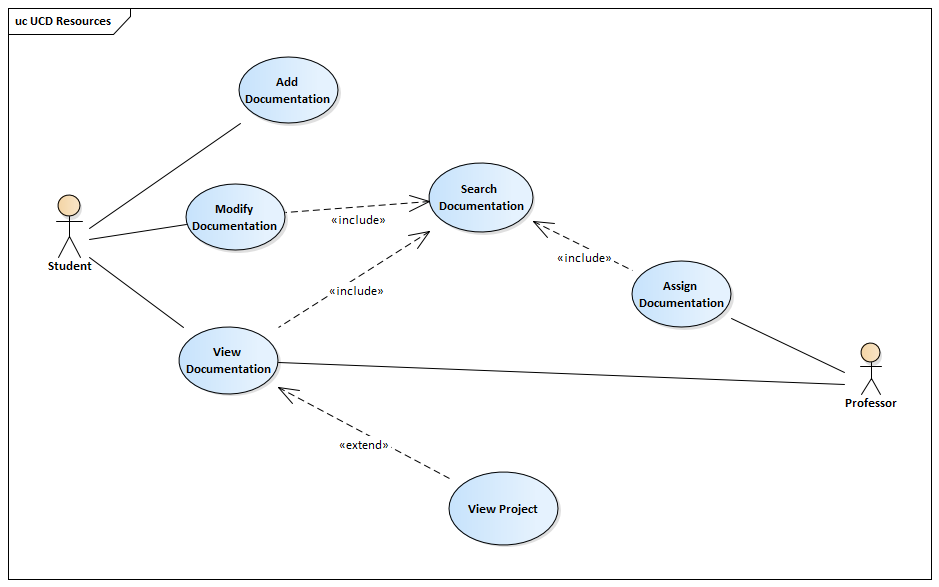 uc UCD Resources
Add
Documentation
Search
Documentation
Modify
Documentation
«include»
Student
«include»
Assign
Documentation
«include»
View
Documentation
Professor
«extend»
View Project